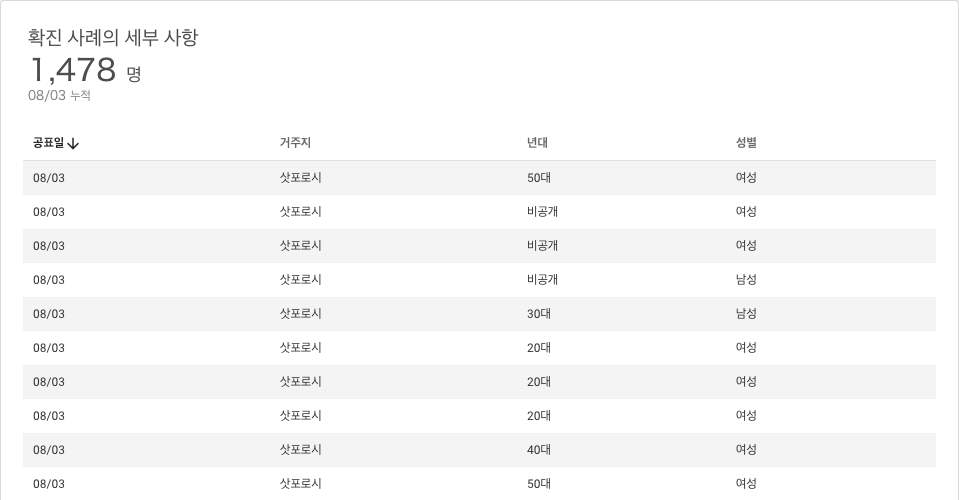 확진 사례의 세부 사항
1,478 명
08/03 누적
공표일 거주지 년대 성별
08/03 삿포로시 50대 여성
08/03 삿포로시 비공개 여성
08/03 삿포로시 비공개 여성
08/03 삿포로시 비공개 남성
08/03 삿포로시 30대 남성
08/03 삿포로시 20대 여성
08/03 삿포로시 20대 여성
08/03 삿포로시 20대 여성
08/03 삿포로시 40대 여성
08/03 삿포로시 50대 여성